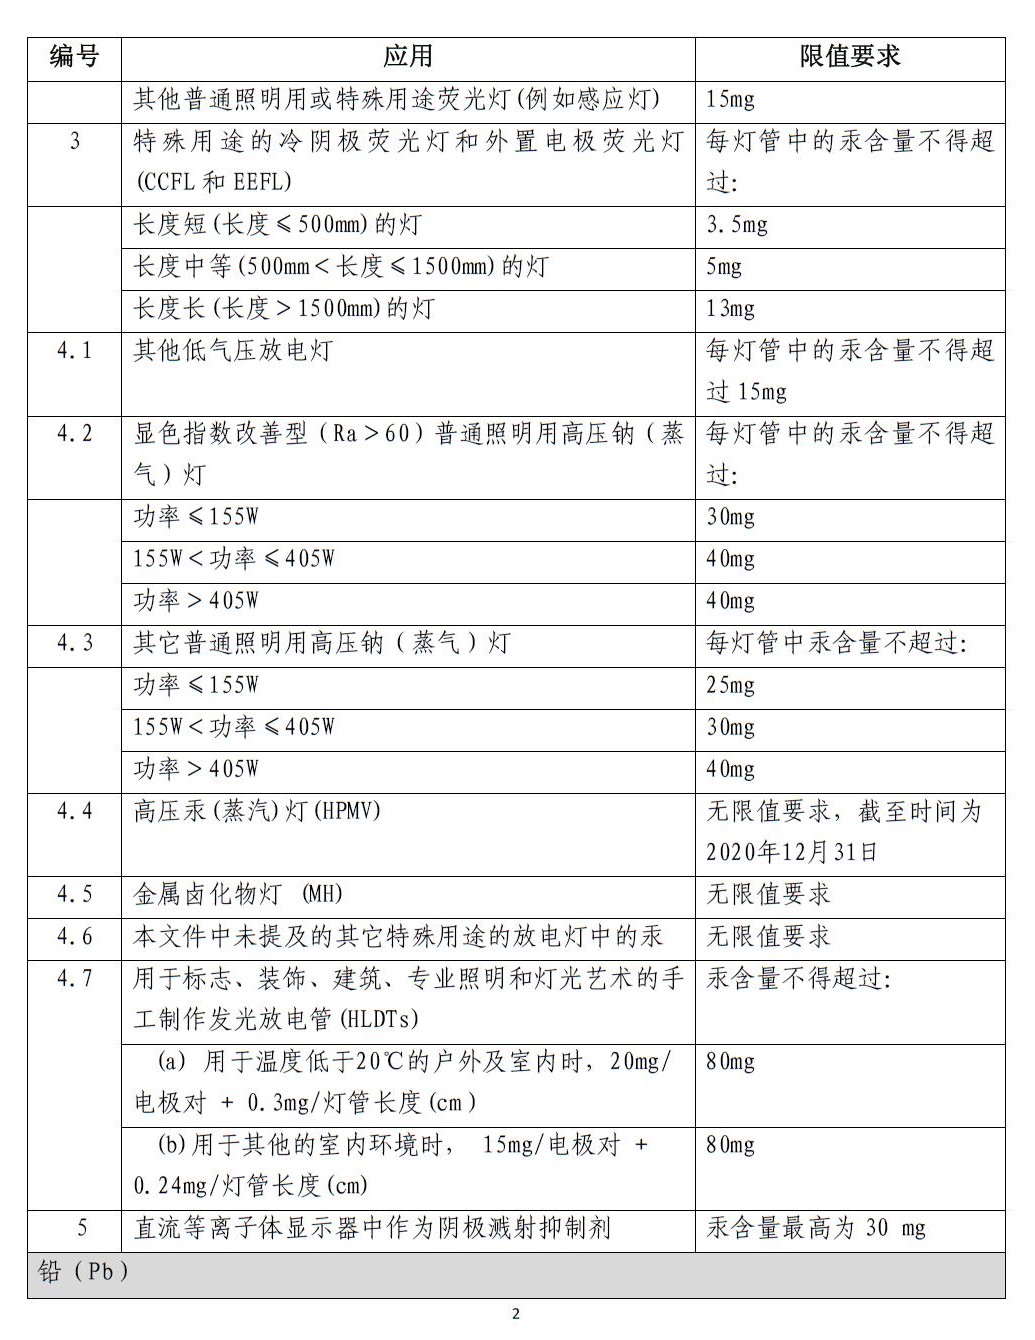 编号 应用 限值要求
其他普通照明用或特殊用途荧光灯(例如感应灯) 15mg
3 特殊用途的冷阴极荧光灯和外置电极荧光灯 每灯管中的汞含量不得超
(CCFL 和 EEFL) 过:
长度短(长度≤500mm)的灯 3.5mg
长度中等(500mm＜长度≤1500mm)的灯 5mg
长度长(长度＞1500mm)的灯 13mg
4.1 其他低气压放电灯 每灯管中的汞含量不得超
过 15mg
4.2 显色指数改善型（Ra＞60）普通照明用高压钠（蒸 每灯管中的汞含量不得超
气）灯 过:
功率≤155W 30mg
155W＜功率≤405W 40mg
功率＞405W 40mg
4.3 其它普通照明用高压钠（蒸气）灯 每灯管中汞含量不超过:
功率≤155W 25mg
155W＜功率≤405W 30mg
功率＞405W 40mg
4.4 高压汞(蒸汽)灯(HPMV) 无限值要求，截至时间为
2020年12月31日
4.5 金属卤化物灯 (MH) 无限值要求
4.6 本文件中未提及的其它特殊用途的放电灯中的汞 无限值要求
4.7 用于标志、装饰、建筑、专业照明和灯光艺术的手 汞含量不得超过:
工制作发光放电管(HLDTs)
(a) 用于温度低于20℃的户外及室内时，20mg/ 80mg
电极对 + 0.3mg/灯管长度(cm)
(b)用于其他的室内环境时， 15mg/电极对 + 80mg
0.24mg/灯管长度(cm)
5 直流等离子体显示器中作为阴极溅射抑制剂 汞含量最高为 30 mg
铅（Pb）
2